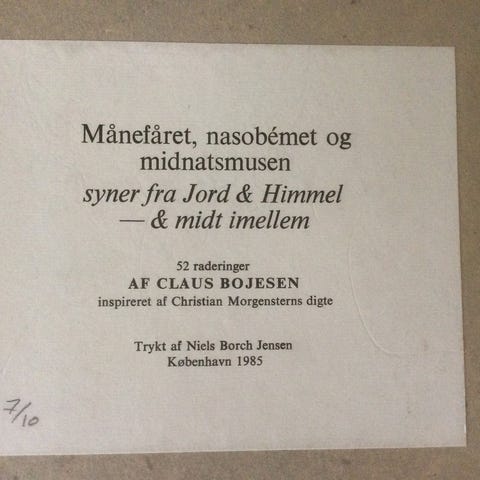 Månefåret, nasobémet og
midnatsmusen
syner fra Jord & Himmel
— & midt imellem
52 raderinger
AF CLAUS BOJESEN
inspireret af Christian Morgensterns digte
Trykt af Niels Borch Jensen
København 1985
7/10